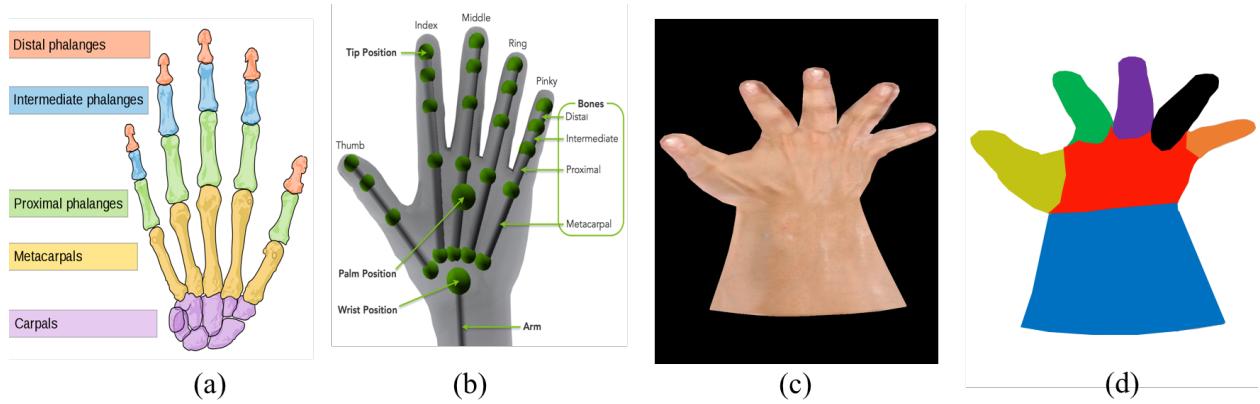 Distal phalanges
Intermediate phalanges
Proximal phalanges
Metacarpals
Carpals
(a)
Middle
Index
Ring
Tip Position
Pinky
Bones
Distal
Intermediate
Thumb
Proximal
Metacarpal
Palm Position
Wrist Position
Arm
(b)
(c)
(d)